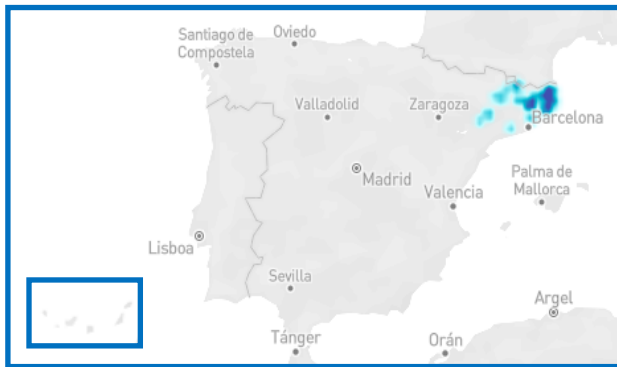 Santiago de
Compostela
Oviedo
Valladolid
Zaragoza
Barcelona
Madrid
Palma de
Mallorca
Valencia
Lisboa
Sevilla
Argel
Tánger
Orán